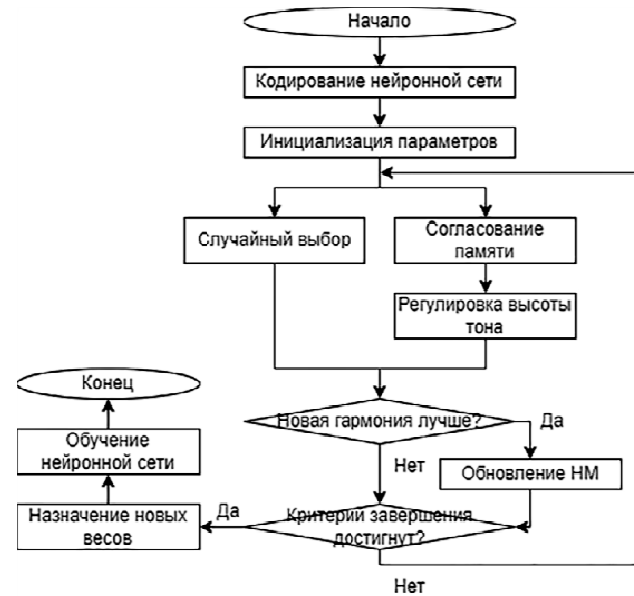 Начало
Кодирование нейронной сети
Инициализация параметров
Случайный выбор
Согласование
памяти
Регулировка высоты
тона
Конец
Новая гармония лучше?
Да
Обучение
нейронной сети
Нет
Обновление HM
Назначение новых
весов
Да
Критерий завершения
достигнут?
Нет